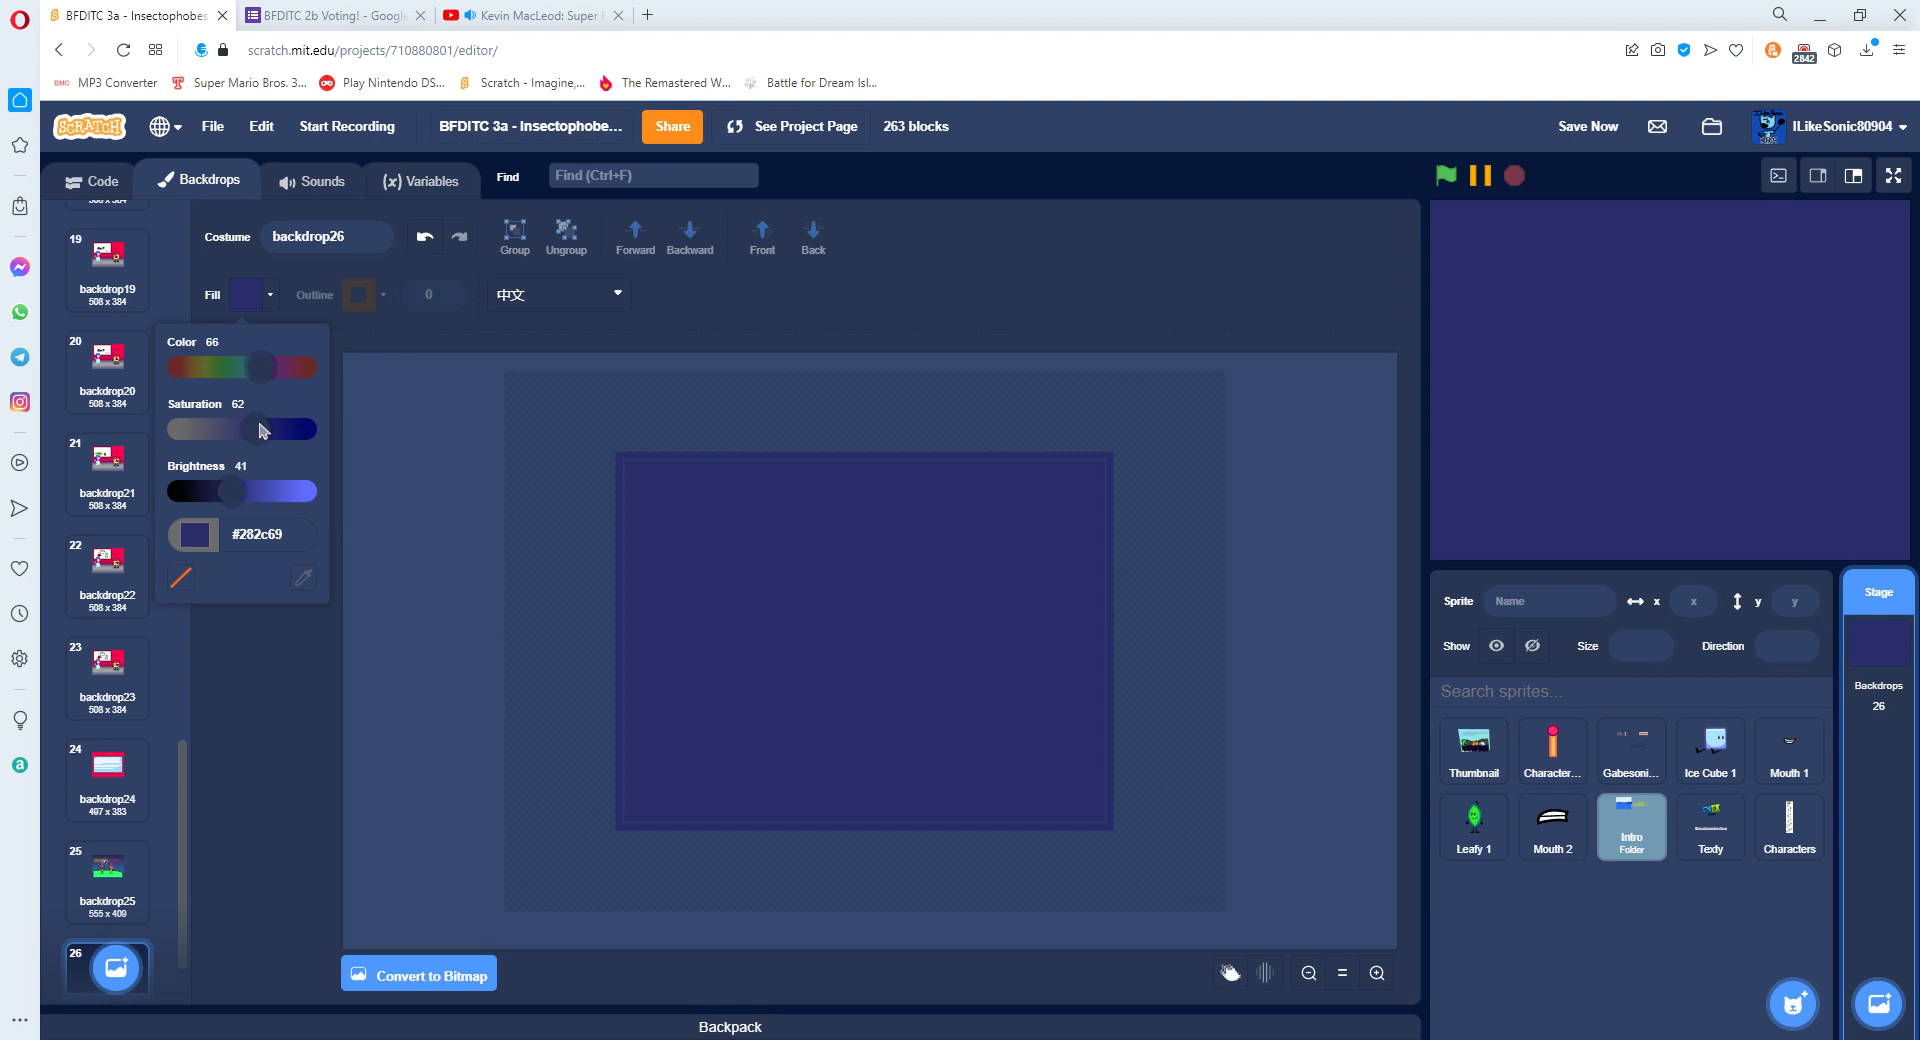 BFDITC 3a - Insectophobes
BFDITC 2b Voting! - Google
Kevin MacLeod: Super
scratch.mit.edu/projects/710880801/editor/
2842
BMC MP3 Converter
Super Mario Bros. 3...
Play Nintendo DS...
Scratch - Imagine,...
The Remastered W...
Battle for Dream Isl...
SCRATCH
File
Edit
Start Recording
BFDITC 3a - Insectophobe...
Share
See Project Page
263 blocks
Save Now
ILikeSonic80904
Code
Backdrops
Sounds
(x) Variables
Find
Find (Ctrl+F)
19
backdrop19
508 x 384
20
backdrop20
508 x 384
21
backdrop21
508 x 384
22
backdrop22
508 x 384
23
backdrop23
508 x 384
24
backdrop24
497 x 383
25
backdrop25
555 x 409
26
Costume
backdrop26
Group
Ungroup
Forward
Backward
Front
Back
Fill
Outline
0
中文
Color 66
Saturation 62
Brightness 41
#282c69
Convert to Bitmap
Backpack
Sprite
Name
x
x
y
y
Show
Size
Direction
Search sprites...
Thumbnail
Character...
Gabesoni...
Ice Cube 1
Mouth 1
Leafy 1
Mouth 2
Intro
Folder
Texty
Characters
Stage
Backdrops
26